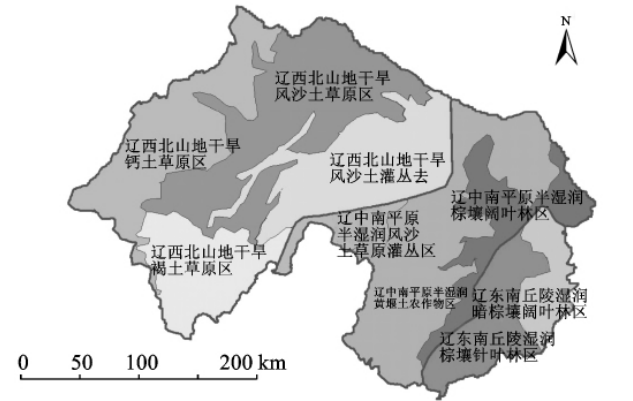 N
辽西北山地干旱
风沙土草原区
辽西北山地干旱
钙土草原区
辽西北山地干旱
风沙土灌丛去
辽中南平原半湿润
棕壤阔叶林区
辽中南平原
半湿润风沙
土草原灌丛区
辽西北山地干旱
褐土草原区
辽中南平原半湿润
黄堰土农作物区
辽东南丘陵湿润
暗棕壤阔叶林区
辽东南丘陵湿润
棕壤针叶林区
0 50 100 200 km